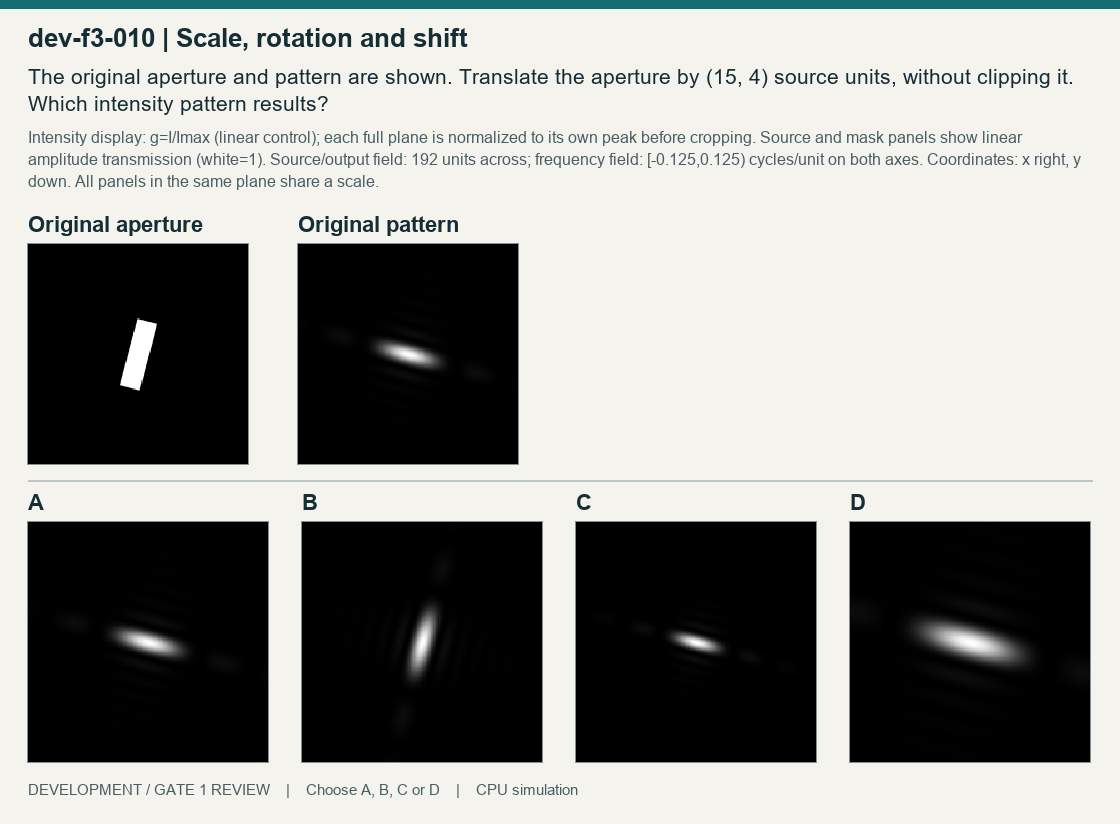 dev-f3-010 | Scale, rotation and shift
The original aperture and pattern are shown. Translate the aperture by (15, 4) source units, without clipping it.
Which intensity pattern results?
Intensity display: g=I/Imax (linear control); each full plane is normalized to its own peak before cropping. Source and mask panels show linear
amplitude transmission (white=1). Source/output field: 192 units across; frequency field: [-0.125,0.125) cycles/unit on both axes. Coordinates: x right, y
down. All panels in the same plane share a scale.
Original aperture
Original pattern
A
B
C
D
DEVELOPMENT / GATE 1 REVIEW | Choose A, B, C or D | CPU simulation